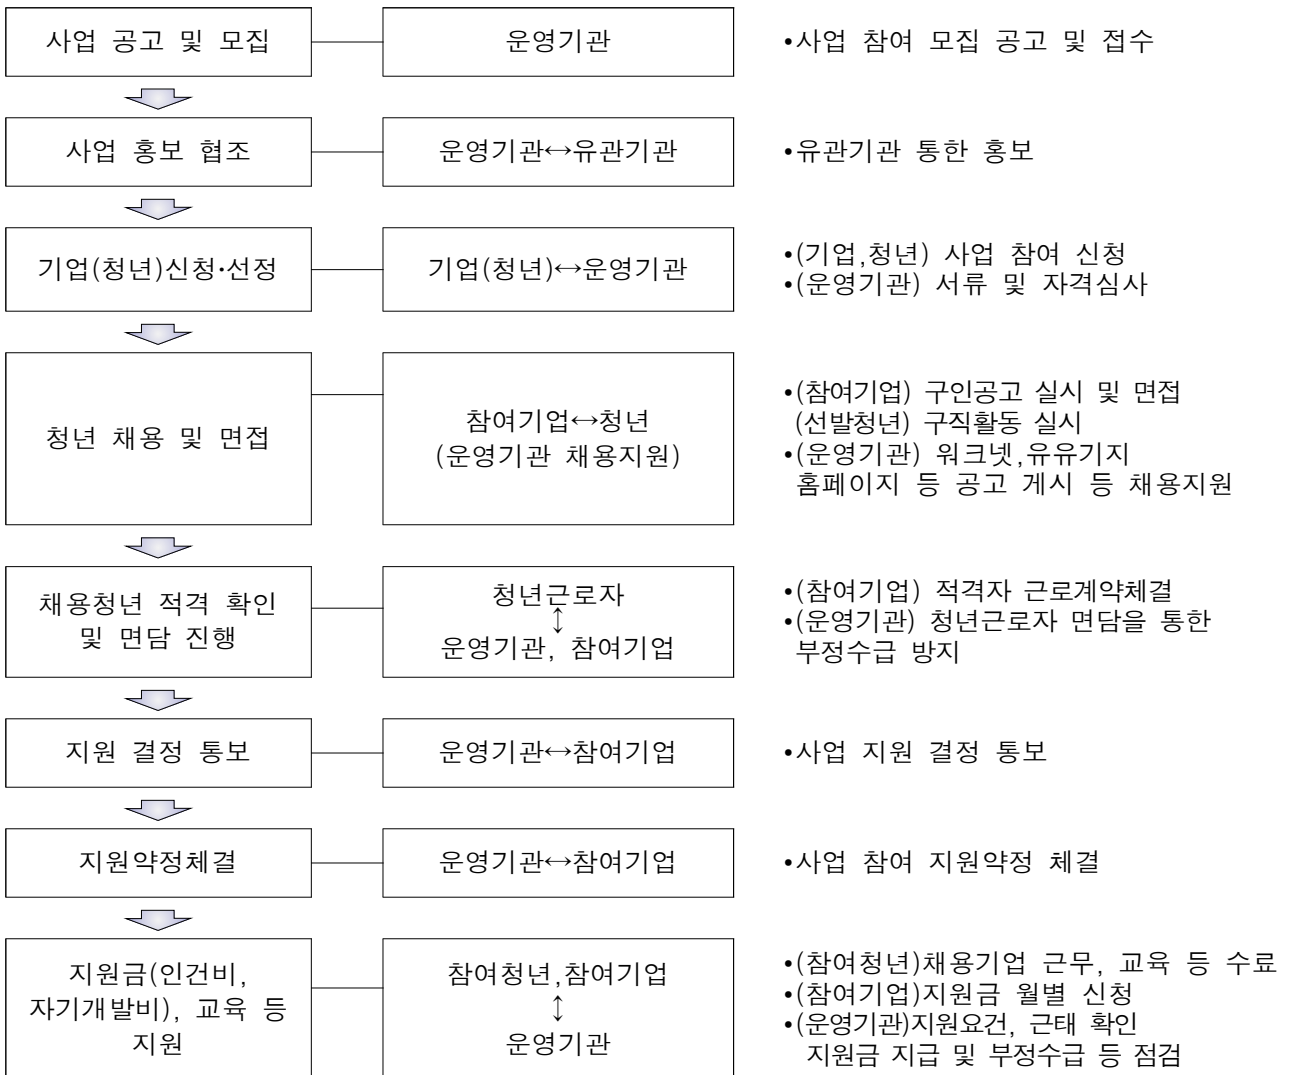 사업 공고 및 모집
운영기관
•사업 참여 모집 공고 및 접수
사업 홍보 협조
운영기관↔유관기관
•유관기관 통한 홍보
기업(청년)신청·선정
기업(청년)↔운영기관
•(기업,청년) 사업 참여 신청
•(운영기관) 서류 및 자격심사
청년 채용 및 면접
참여기업↔청년
(운영기관 채용지원)
•(참여기업) 구인공고 실시 및 면접
(선발청년) 구직활동 실시
•(운영기관) 워크넷,유유기지
홈페이지 등 공고 게시 등 채용지원
채용청년 적격 확인
및 면담 진행
청년근로자
↕
운영기관, 참여기업
•(참여기업) 적격자 근로계약체결
•(운영기관) 청년근로자 면담을 통한
부정수급 방지
지원 결정 통보
운영기관↔참여기업
•사업 지원 결정 통보
지원약정체결
운영기관↔참여기업
•사업 참여 지원약정 체결
지원금(인건비,
자기개발비), 교육 등
지원
참여청년,참여기업
↕
운영기관
•(참여청년)채용기업 근무, 교육 등 수료
•(참여기업)지원금 월별 신청
•(운영기관)지원요건, 근태 확인
지원금 지급 및 부정수급 등 점검